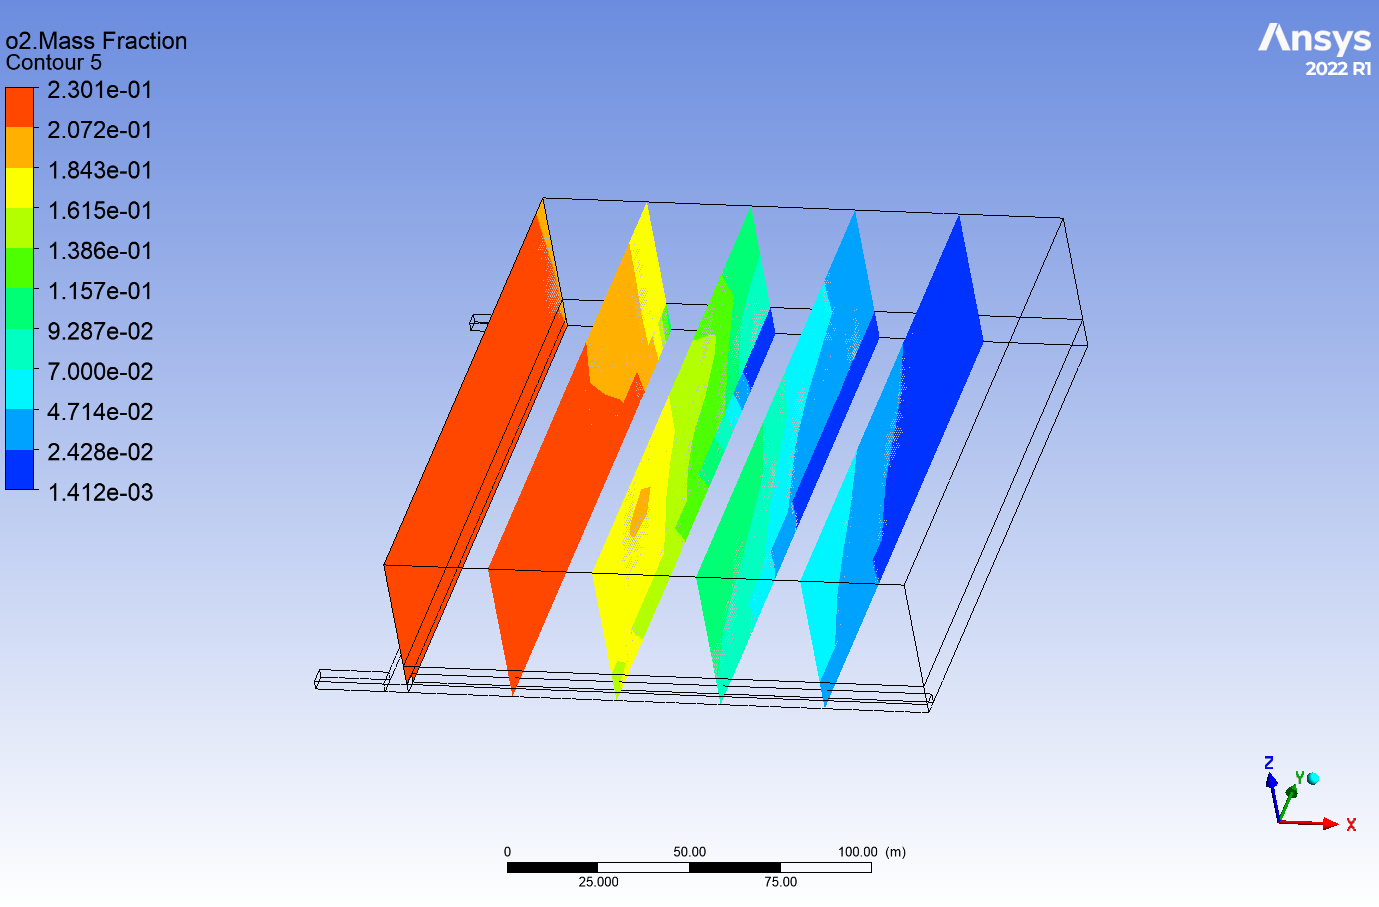 o2.Mass Fraction
Contour 5
2.301e-01
2.072e-01
1.843e-01
1.615e-01
1.386e-01
1.157e-01
9.287e-02
7.000e-02
4.714e-02
2.428e-02
1.412e-03
Ansys
2022 R1
Z
Y
X
0 50.00 100.00 (m)
25.000 75.00